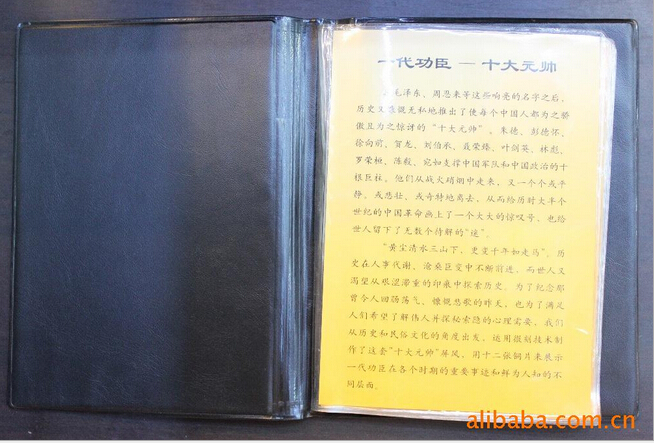 一代功臣 — 十大元帅
毛泽东、周恩来等这些响亮的名字之后，
历史又慷慨无私地推出了使每个中国人都为之骄
傲且为之惊讶的“十大元帅”。朱德、彭德怀、
徐向前、贺龙、刘伯承、聂荣臻、叶剑英、林彪、
罗荣桓、陈毅，宛如支撑中国军队和中国政治的十
根巨柱，他们从战火硝烟中走来，又一个个或平
静、或悲壮、或奇特地离去，从而给历时大半个
世纪的中国革命画上了一个大大的惊叹号，也给
世人留下了无数个待解的“迷”。
“黄尘清水三山下，更变千年如走马”，历
史在人事代谢、沧桑巨变中不断前进，而世人又
渴望从艰涩滞重的印痕中探索历史。为了纪念那
曾令人回肠荡气、慷慨悲歌的昨天，也为了满足
人们希望了解伟人并探秘索隐的心理需要，我们
从历史和民俗文化的角度出发，运用微刻技术制
作了这套“十大元帅”屏风，用十二张铜片来展示
一代功臣在各个时期的重要事迹和鲜为人知的不
同层面。
alibaba.com.cn